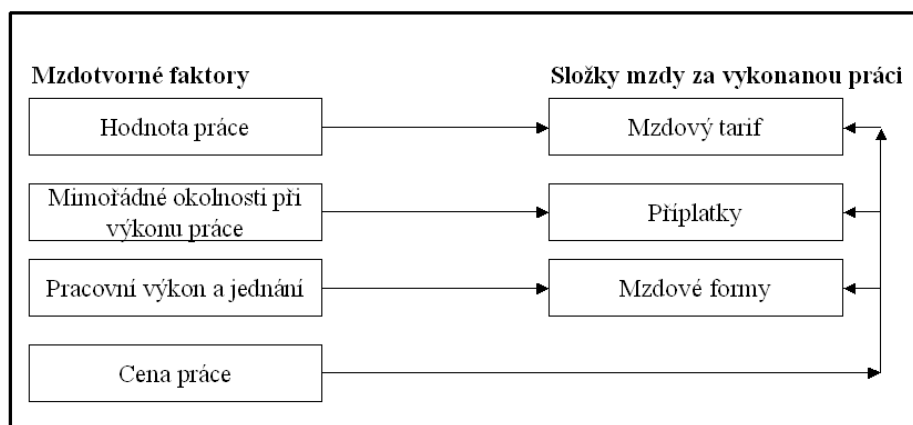 Mzdotvorné faktory
Složky mzdy za vykonanou práci
Hodnota práce
Mzdový tarif
Mimořádné okolnosti při
výkonu práce
Příplatky
Pracovní výkon a jednání
Mzdové formy
Cena práce